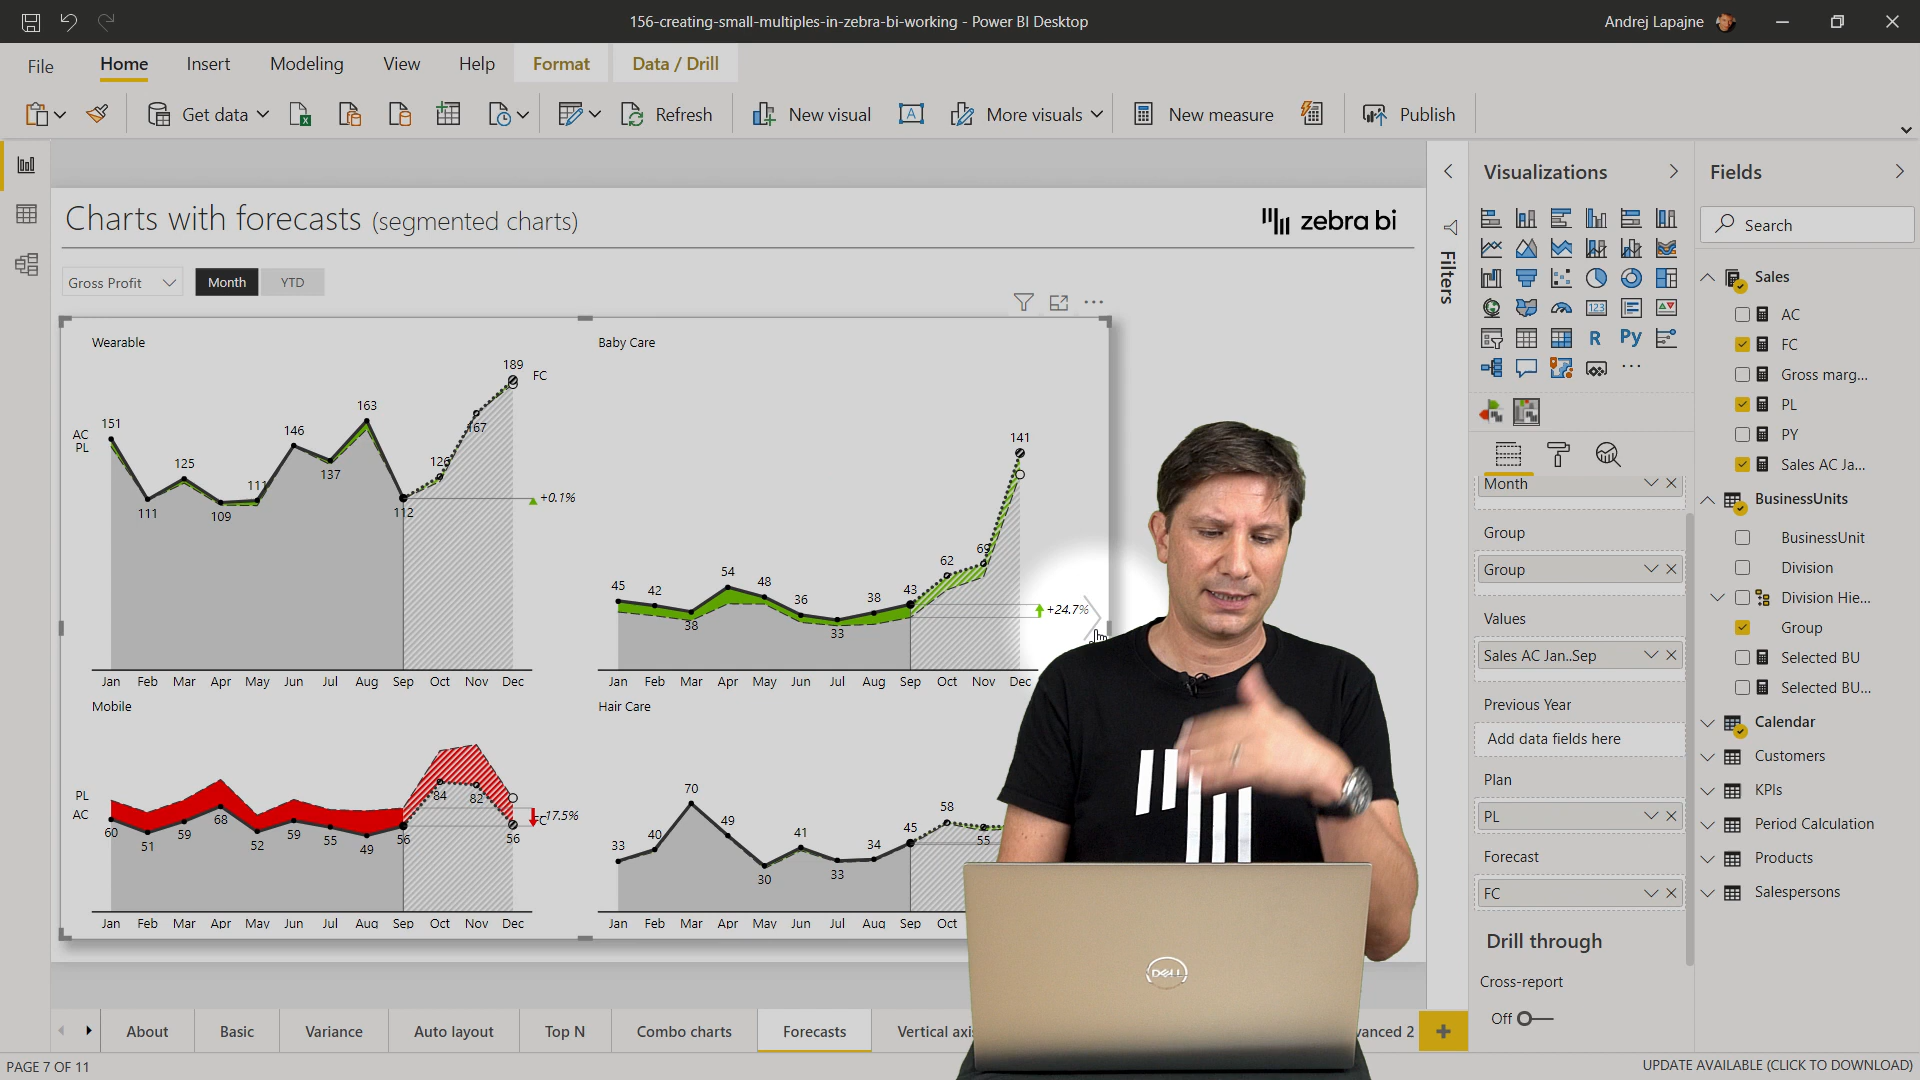 156-creating-small-multiples-in-zebra-bi-working - Power BI Desktop
Andrej Lapajne
File
Home
Insert
Modeling
View
Help
Format
Data / Drill
Get data
Refresh
New visual
More visuals
New measure
Publish
Charts with forecasts (segmented charts)
zebra bi
Gross Profit
Month
YTD
Wearable
189
FC
163
151
146
AC
PL
125
137
126
167
111
111
109
112
+0.1%
Jan Feb Mar Apr May Jun Jul Aug Sep Oct Nov Dec
Baby Care
141
62
69
54
48
45
42
43
36
38
38
33
+24.7%
Jan Feb Mar Apr May Jun Jul Aug Sep Oct Nov Dec
Mobile
PL
AC
60
51
59
68
52
59
55
49
56
84
82
56
-17.5%
Jan Feb Mar Apr May Jun Jul Aug Sep Oct Nov Dec
Hair Care
70
58
49
45
40
41
33
34
30
33
55
Jan Feb Mar Apr May Jun Jul Aug Sep Oct
DELL
Filters
Visualizations
123
R
Py
Month
Group
Group
Values
Sales AC Jan..Sep
Previous Year
Add data fields here
Plan
PL
Forecast
FC
Drill through
Cross-report
Off
Fields
Search
Sales
AC
FC
Gross marg...
PL
PY
Sales AC Ja...
BusinessUnits
BusinessUnit
Division
Division Hie...
Group
Selected BU
Selected BU...
Calendar
Customers
KPIs
Period Calculation
Products
Salespersons
About
Basic
Variance
Auto layout
Top N
Combo charts
Forecasts
Vertical axi
vanced 2
PAGE 7 OF 11
UPDATE AVAILABLE (CLICK TO DOWNLOAD)